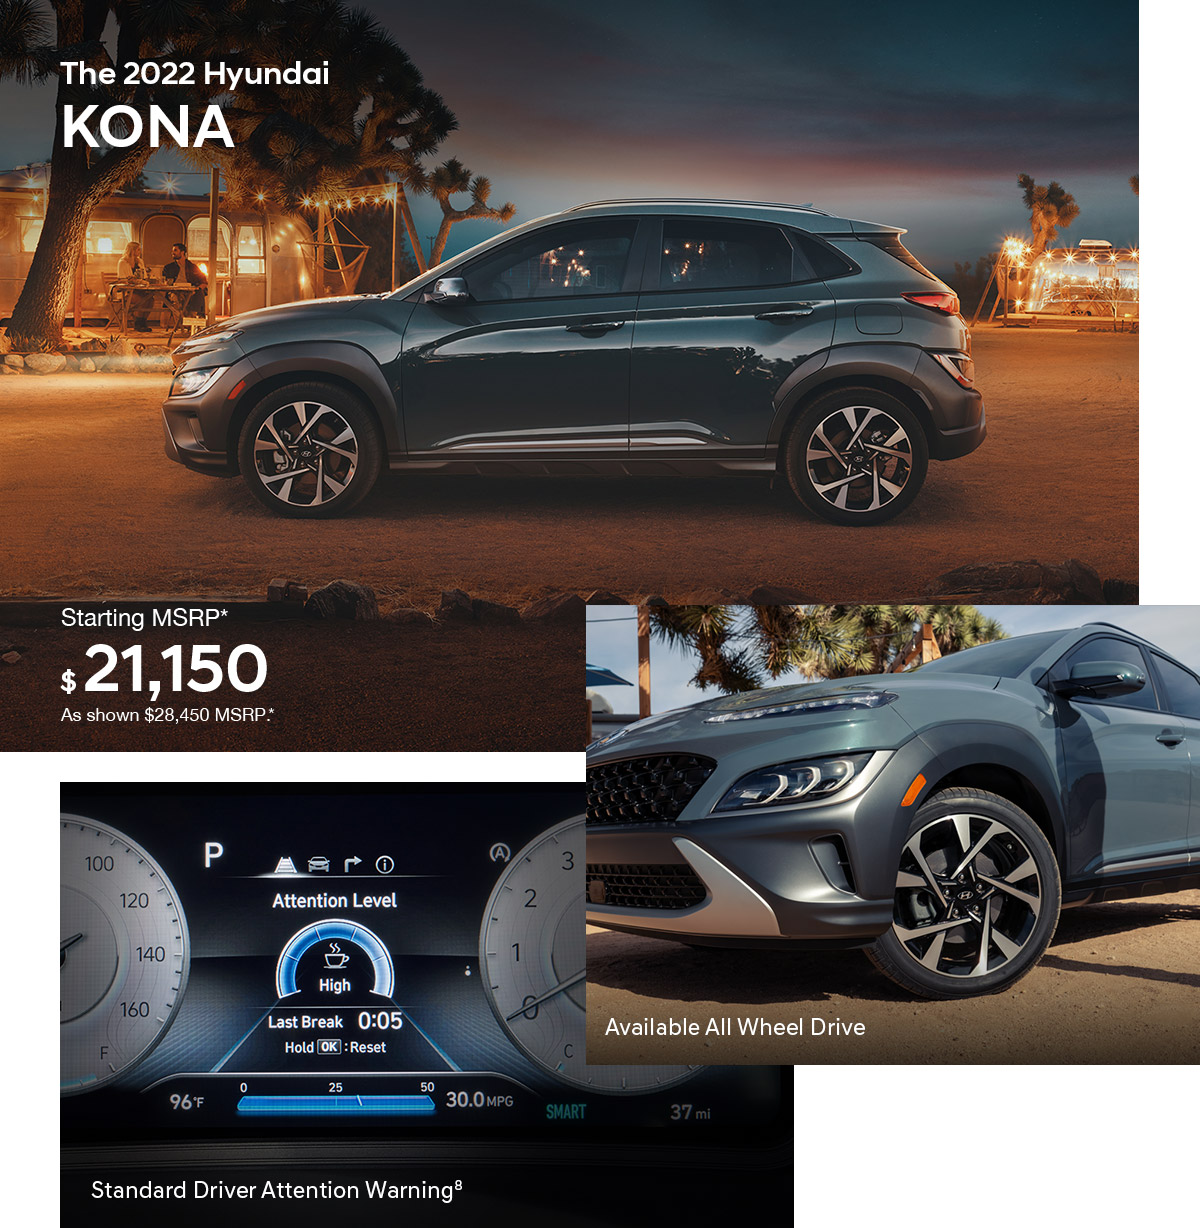 The 2022 Hyundai
KONA
Starting MSRP*
$ 21,150
As shown $28,450 MSRP.*
Available All Wheel Drive
100
120
140
160
F
P
A
Attention Level
High
Last Break 0:05
Hold OK : Reset
3
2
1
0
C
0 25 50
96°F
30.0 MPG
SMART
37 mi
Standard Driver Attention Warning⁸